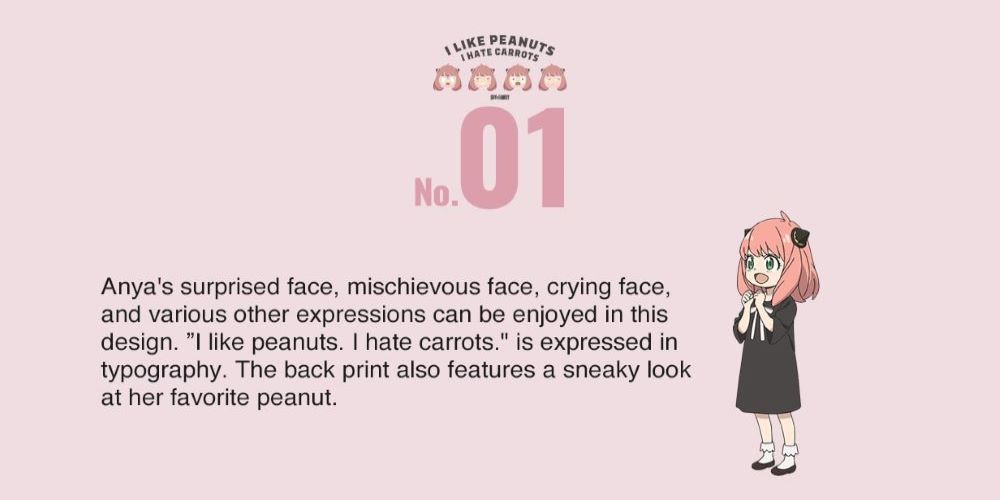 I LIKE PEANUTS
I HATE CARROTS
SPY×FAMILY
No.01
Anya's surprised face, mischievous face, crying face,
and various other expressions can be enjoyed in this
design. ”I like peanuts. I hate carrots." is expressed in
typography. The back print also features a sneaky look
at her favorite peanut.